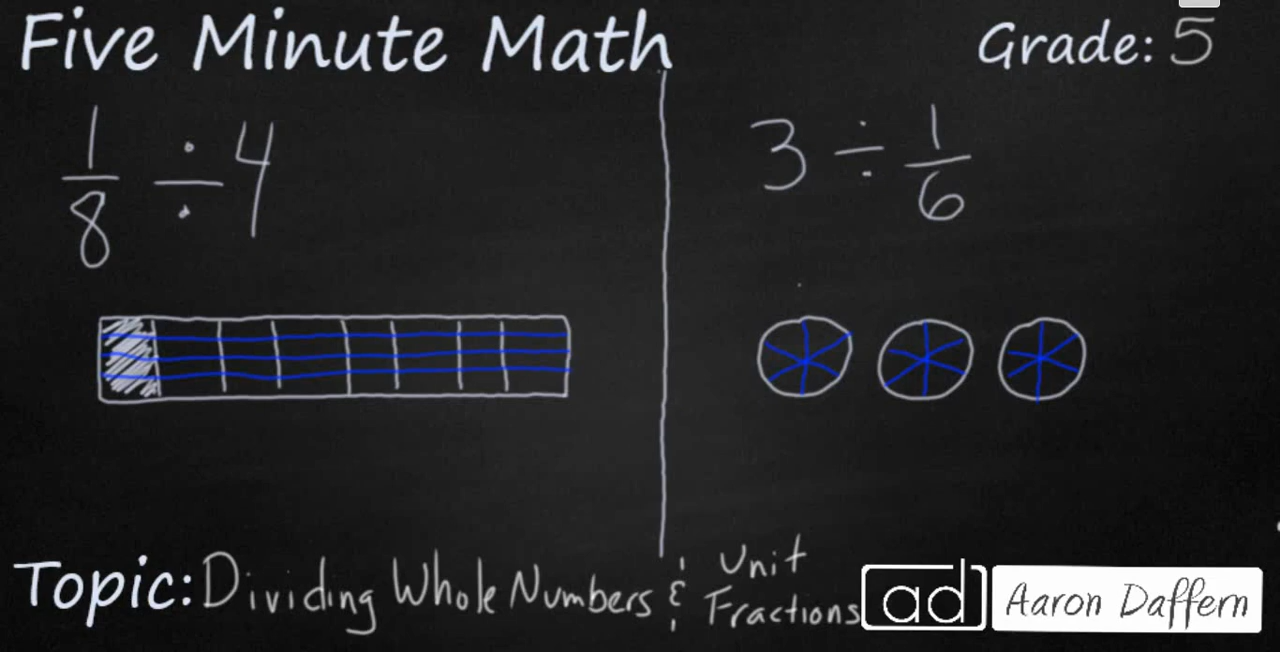 Five Minute Math
Grade: 5
1/8 ÷ 4
3 ÷ 1/6
Topic: Dividing Whole Numbers & Unit Fractions
ad Aaron Daffern